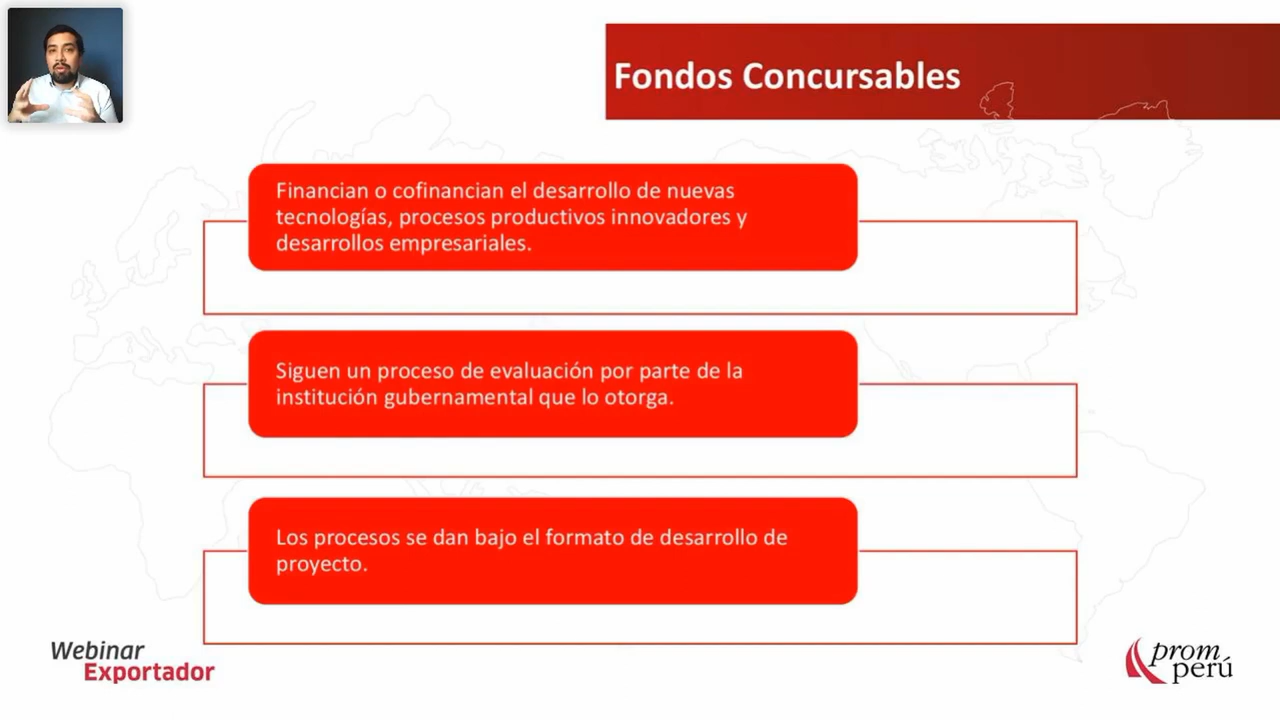 Fondos Concursables
Financian o cofinancian el desarrollo de nuevas
tecnologías, procesos productivos innovadores y
desarrollos empresariales.
Siguen un proceso de evaluación por parte de la
institución gubernamental que lo otorga.
Los procesos se dan bajo el formato de desarrollo de
proyecto.
Webinar
Exportador
prom
perú